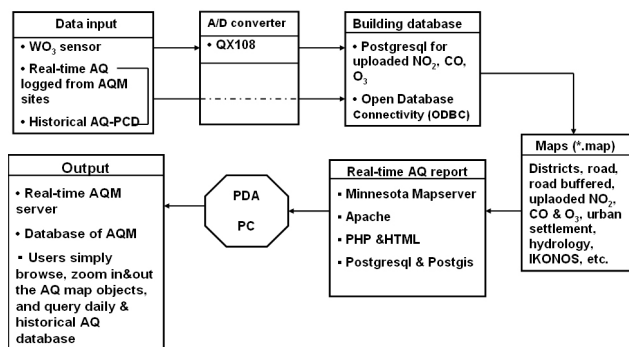 Data input
• WO3 sensor
• Real-time AQ
logged from AQM
sites
• Historical AQ-PCD
A/D converter
• QX108
Building database
• Postgresql for
uploaded NO2, CO,
O3
• Open Database
Connectivity (ODBC)
Maps (*.map)
Districts, road,
road buffered,
uplaoded NO2,
CO & O3, urban
settlement,
hydrology,
IKONOS, etc.
Real-time AQ report
▪ Minnesota Mapserver
▪ Apache
▪ PHP &HTML
▪ Postgresql & Postgis
PDA
PC
Output
• Real-time AQM
server
• Database of AQM
▪ Users simply
browse, zoom in&out
the AQ map objects,
and query daily &
historical AQ
database